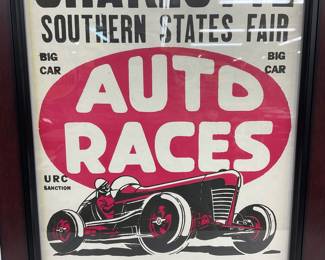 SOUTHERN STATES FAIR
BIG CAR
BIG CAR
AUTO
RACES
URC
SANCTION